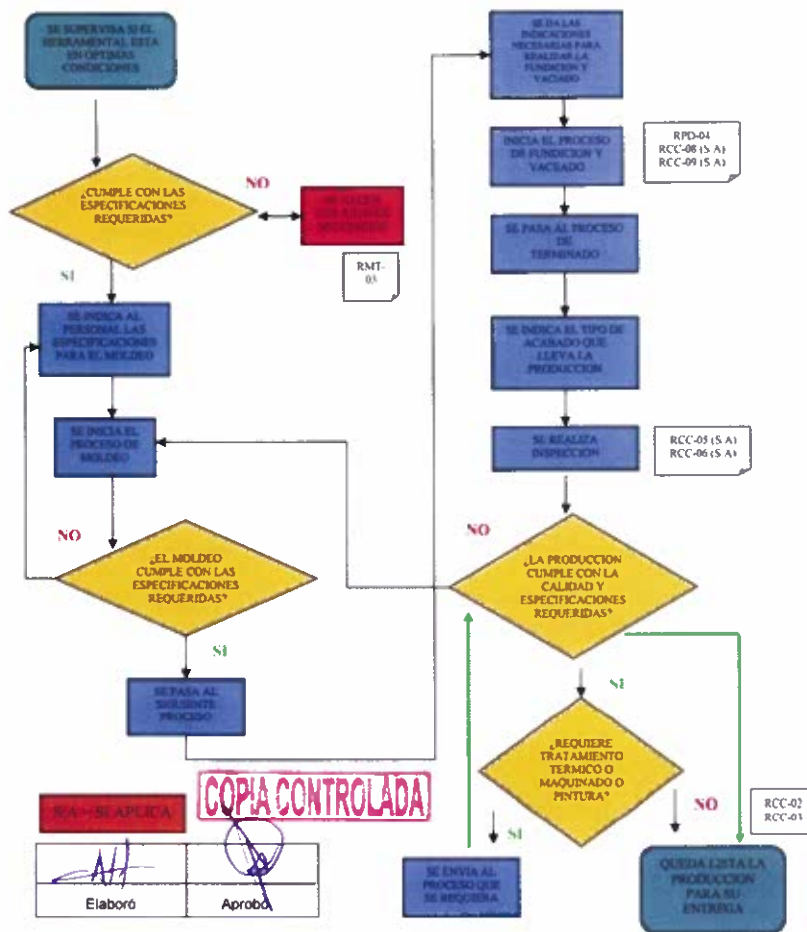 SE SUPERVISA SI EL
HERRAMENTAL ESTA
EN OPTIMAS
CONDICIONES
¿CUMPLE CON LAS
ESPECIFICACIONES
REQUERIDAS?
NO
SE HACEN
RMT-
03
SI
SE INDICA AL
PERSONAL LAS
ESPECIFICACIONES
PARA EL MOLDEO
SE INICIA EL
PROCESO DE
MOLDEO
NO
¿EL MOLDEO
CUMPLE CON LAS
ESPECIFICACIONES
REQUERIDAS?
SI
SE PASA AL
SIGUIENTE
PROCESO
SE DA LAS
INDICACIONES
NECESARIAS PARA
REALIZAR LA
FUNDICION Y
VACIADO
INICIA EL PROCESO
DE FUNDICION Y
VACEADO
RPD-04
RCC-08 (S A)
RCC-09 (S A)
SE PASA AL PROCESO
DE
TERMINADO
SE INDICA EL TIPO DE
ACABADO QUE
LLEVA LA
PRODUCCION
SE REALIZA
INSPECCION
RCC-05 (S A)
RCC-06 (S A)
NO
¿LA PRODUCCION
CUMPLE CON LA
CALIDAD Y
ESPECIFICACIONES
REQUERIDAS?
SI
¿REQUIERE
TRATAMIENTO
TERMICO O
MAQUINADO O
PINTURA?
NO
SI
RCC-02
RCC-03
SE ENVIA AL
PROCESO QUE
SE REQUIERA
QUEDA LISTA LA
PRODUCCION
PARA SU
ENTREGA
S/A = SI APLICA
COPIA CONTROLADA
Elaboró
Aprobó